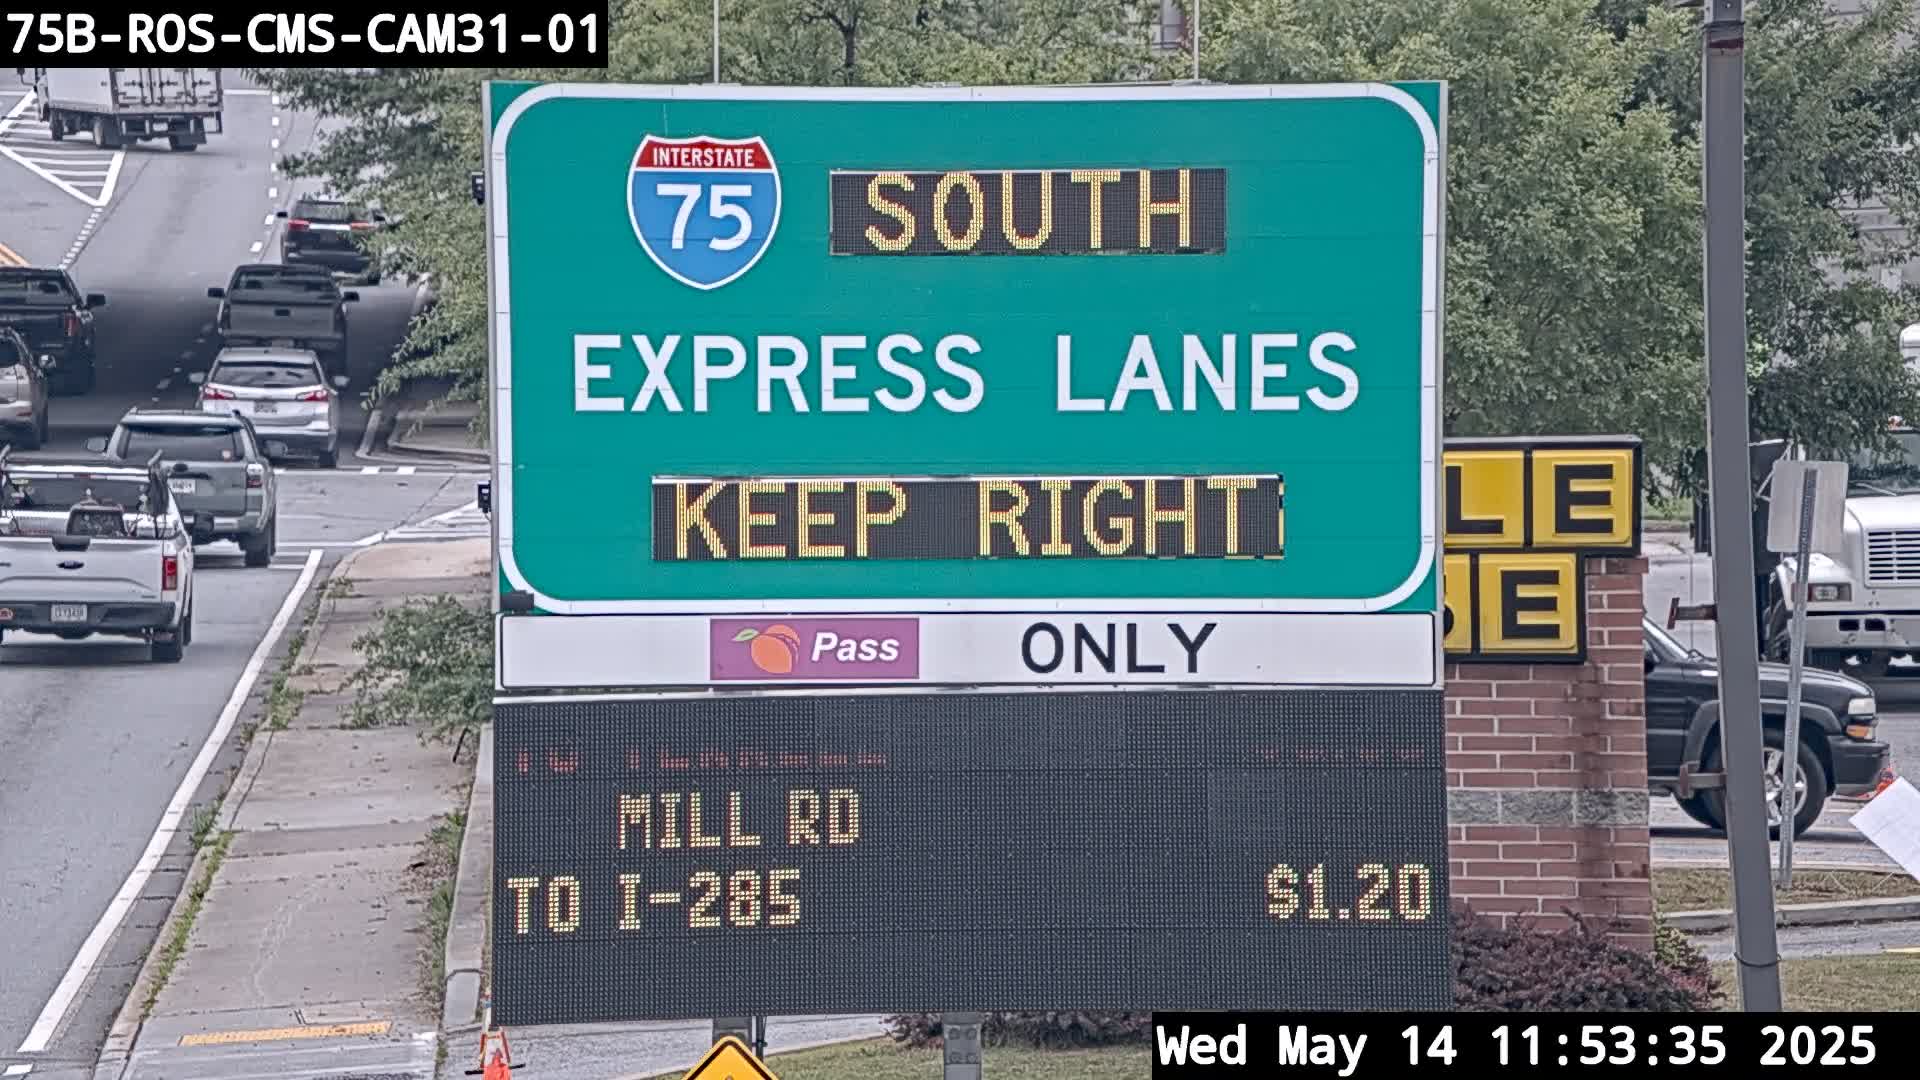 75B-ROS-CMS-CAM31-01
INTERSTATE
75
SOUTH
EXPRESS LANES
KEEP RIGHT
LE
E
Pass ONLY
MILL RD
TO I-285 $1.20
Wed May 14 11:53:35 2025